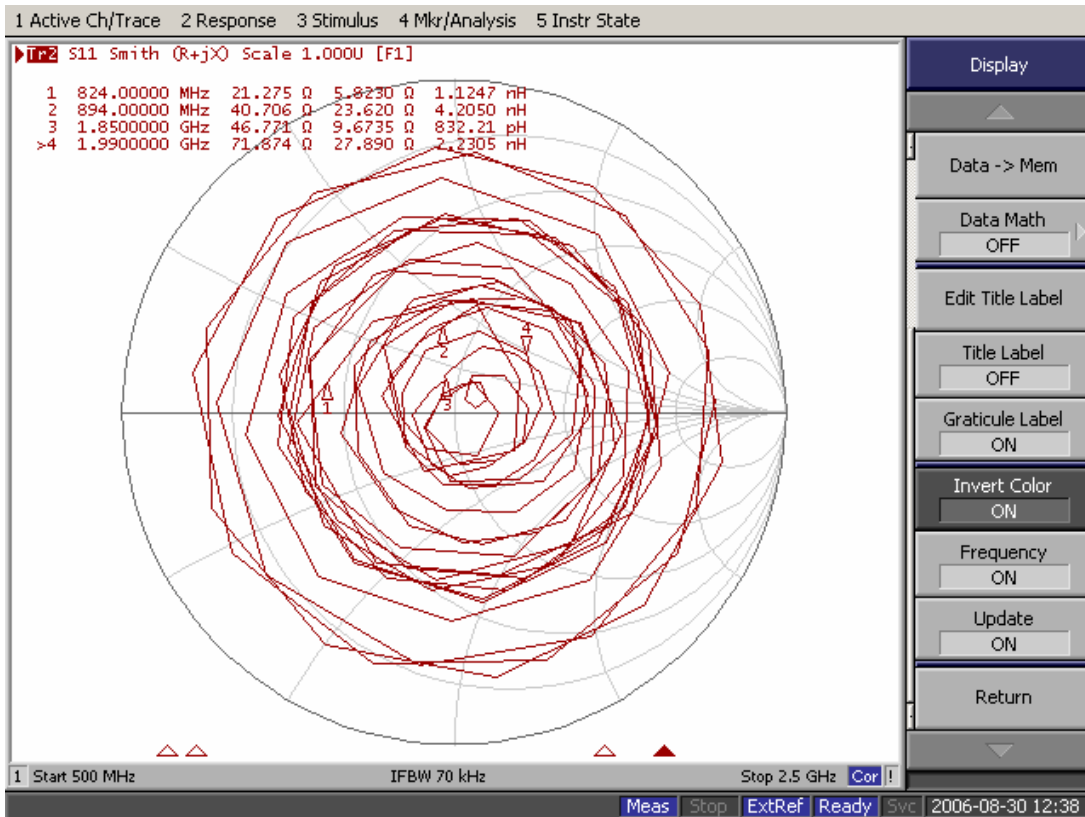 1 Active Ch/Trace 2 Response 3 Stimulus 4 Mkr/Analysis 5 Instr State
Tr2 S11 Smith (R+jX) Scale 1.000U [F1]
1 824.00000 MHz 21.275 Ω 5.8230 Ω 1.1247 nH
2 894.00000 MHz 40.706 Ω 23.620 Ω 4.2050 nH
3 1.8500000 GHz 46.771 Ω 9.6735 Ω 832.21 pH
>4 1.9900000 GHz 71.874 Ω 27.890 Ω 2.2305 nH
4
2
1
3
Display
Data -> Mem
Data Math
OFF
Edit Title Label
Title Label
OFF
Graticule Label
ON
Invert Color
ON
Frequency
ON
Update
ON
Return
1 Start 500 MHz IFBW 70 kHz Stop 2.5 GHz Cor !
Meas Stop ExtRef Ready Svc 2006-08-30 12:38